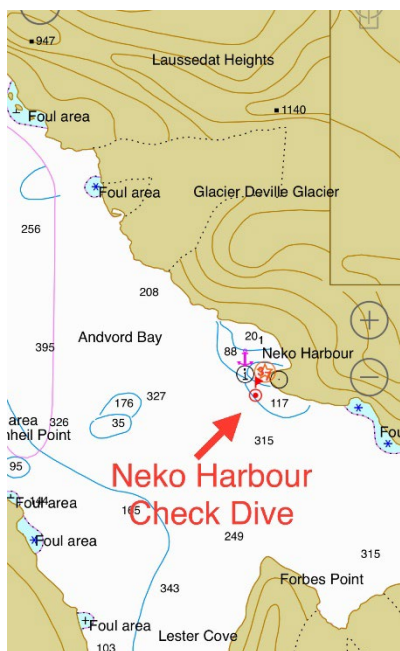 947
Laussedat Heights
1140
Foul area
Foul area
Glacier Deville Glacier
256
208
Andvord Bay
20₁
88
Neko Harbour
37
395
176
327
35
326
117
area
nheil Point
315
Fou
95
Neko Harbour
Check Dive
Foul area
165
Foul area
249
315
Forbes Point
343
Foul area
Lester Cove
103